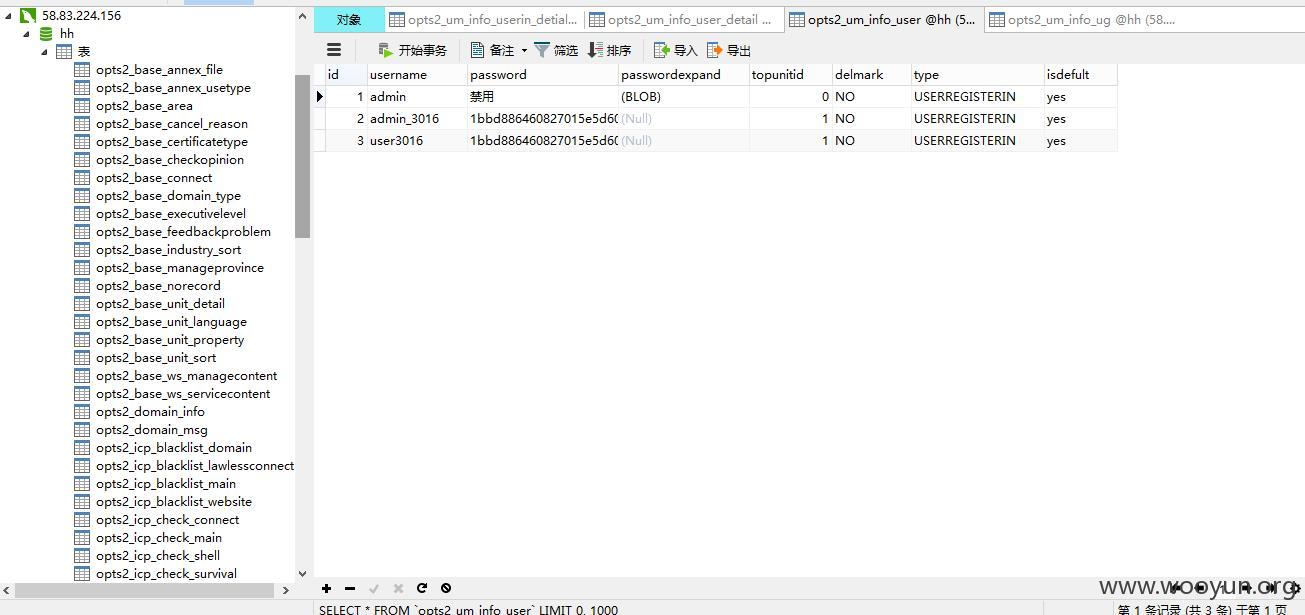 58.83.224.156
hh
表
opts2_base_annex_file
opts2_base_annex_usetype
opts2_base_area
opts2_base_cancel_reason
opts2_base_certificatetype
opts2_base_checkopinion
opts2_base_connect
opts2_base_domain_type
opts2_base_executivelevel
opts2_base_feedbackproblem
opts2_base_industry_sort
opts2_base_manageprovince
opts2_base_norecord
opts2_base_unit_detail
opts2_base_unit_language
opts2_base_unit_property
opts2_base_unit_sort
opts2_base_ws_managecontent
opts2_base_ws_servicecontent
opts2_domain_info
opts2_domain_msg
opts2_icp_blacklist_domain
opts2_icp_blacklist_lawlessconnect
opts2_icp_blacklist_main
opts2_icp_blacklist_website
opts2_icp_check_connect
opts2_icp_check_main
opts2_icp_check_shell
opts2_icp_check_survival
对象 opts2_um_info_userin_detial... opts2_um_info_user_detail ... opts2_um_info_user @hh (5... opts2_um_info_ug @hh (58....
开始事务 备注 筛选 排序 导入 导出
id username password passwordexpand topunitid delmark type isdefult
1 admin 禁用 (BLOB) 0 NO USERREGISTERIN yes
2 admin_3016 1bbd886460827015e5d60 (Null) 1 NO USERREGISTERIN yes
3 user3016 1bbd886460827015e5d60 (Null) 1 NO USERREGISTERIN yes
www.wooyun.org
SELECT * FROM `opts2_um_info_user` LIMIT 0, 1000 第 1 条记录 (共 3 条) 于第 1 页